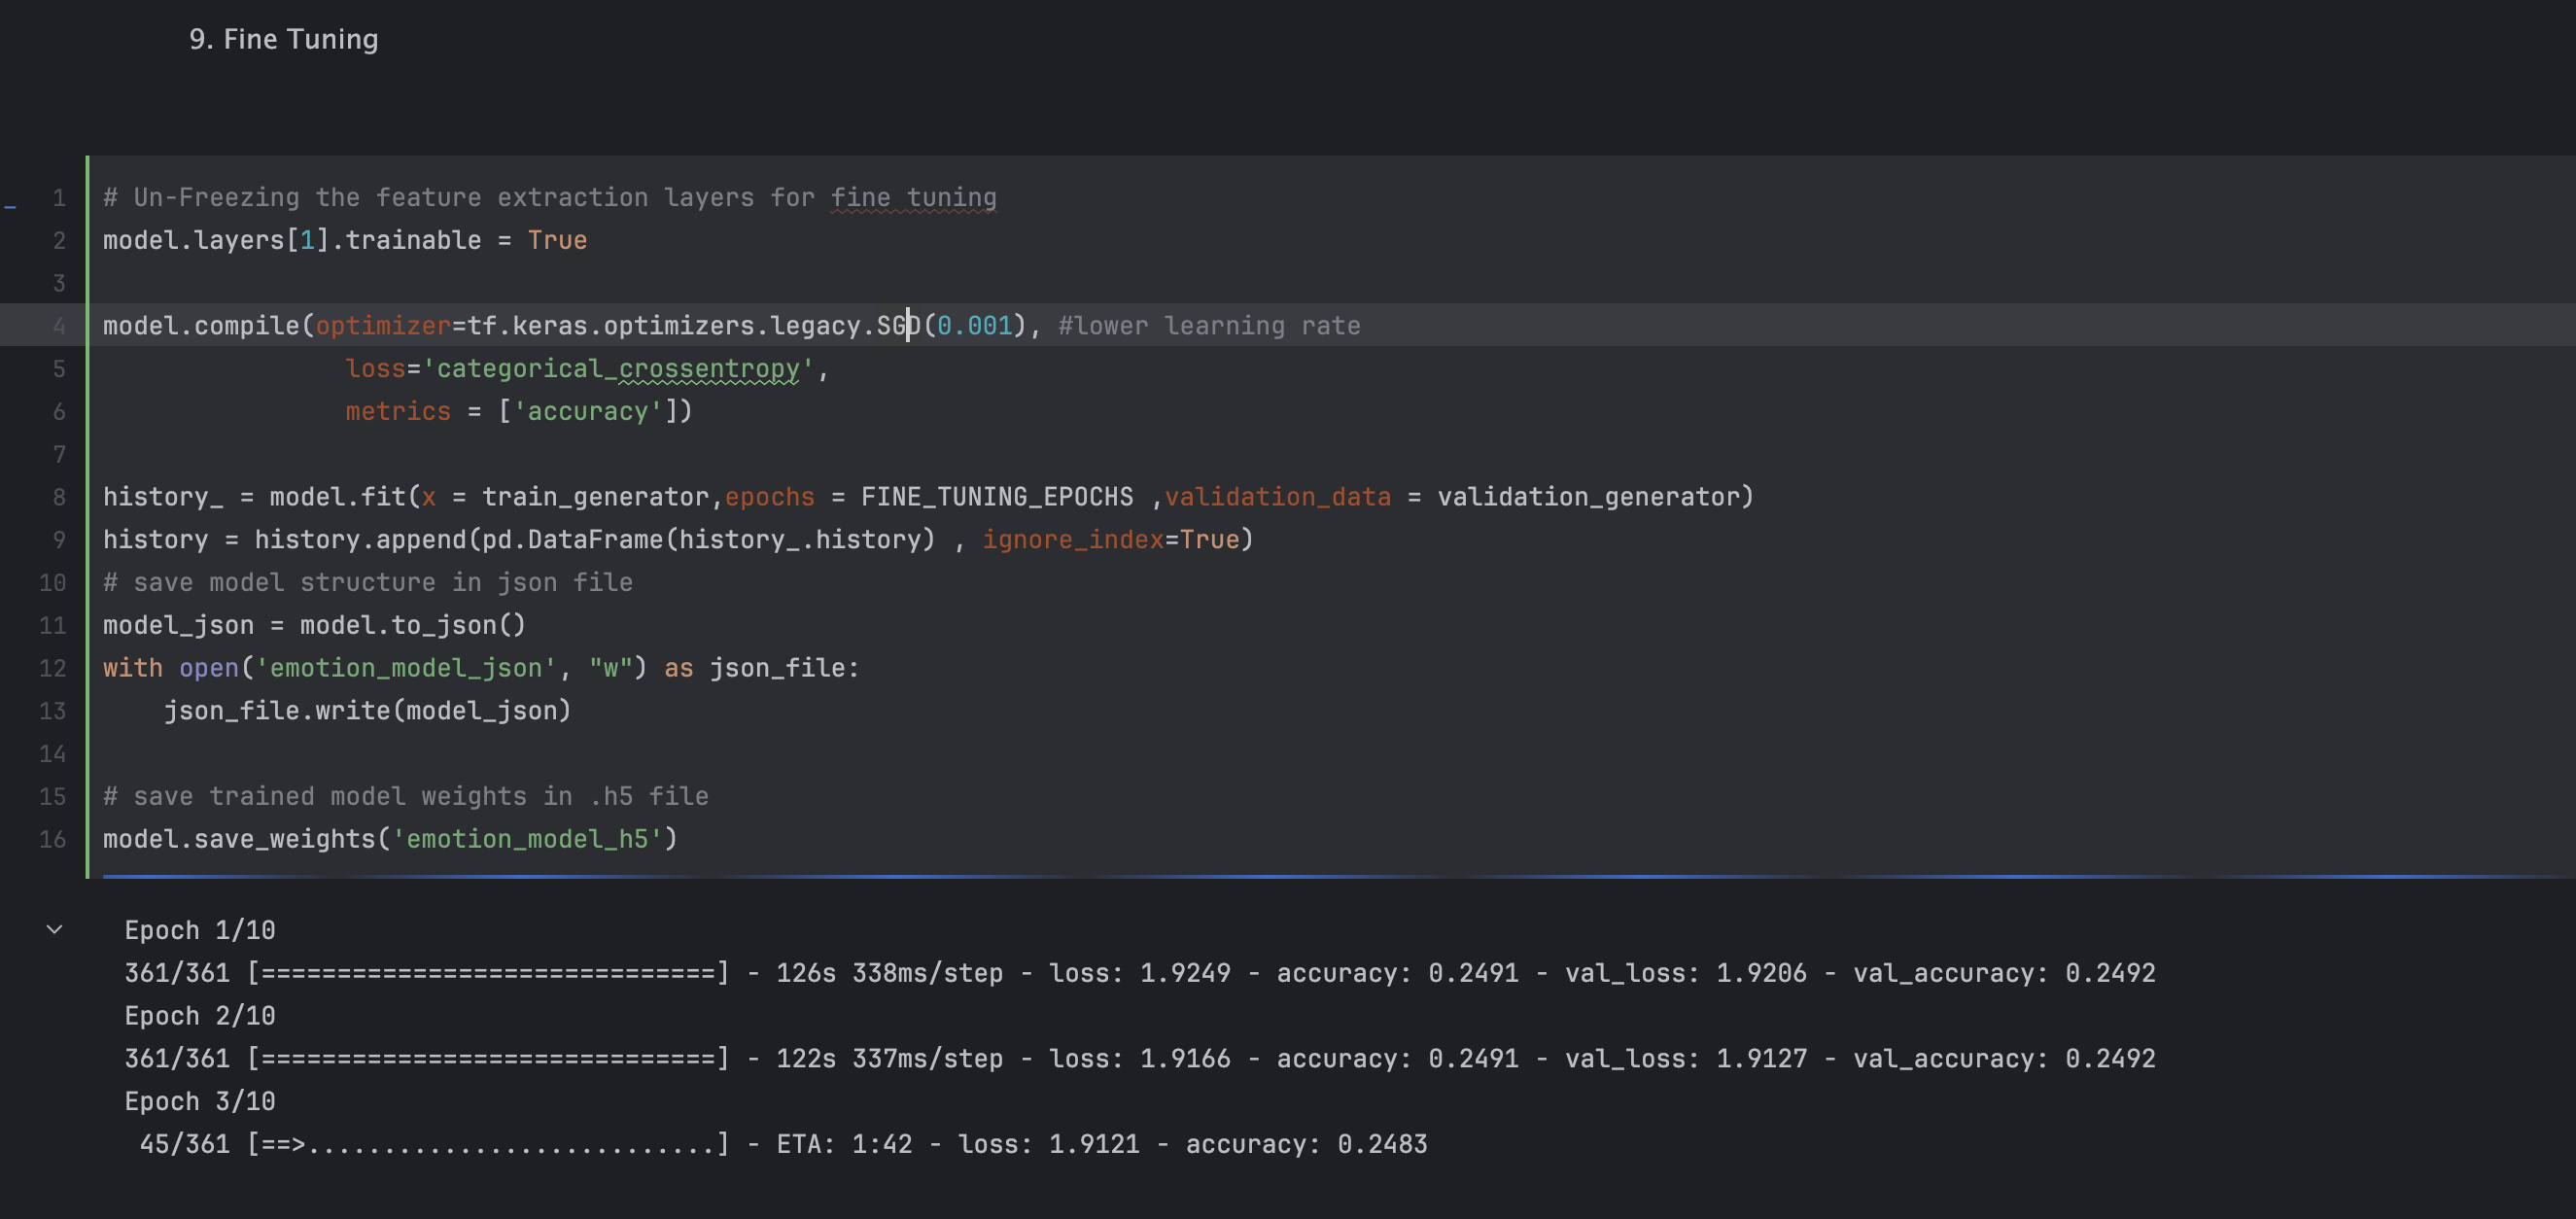 9. Fine Tuning
1 # Un-Freezing the feature extraction layers for fine tuning
2 model.layers[1].trainable = True
3
4 model.compile(optimizer=tf.keras.optimizers.legacy.SGD(0.001), #lower learning rate
5                 loss='categorical_crossentropy',
6                 metrics = ['accuracy'])
7
8 history_ = model.fit(x = train_generator,epochs = FINE_TUNING_EPOCHS ,validation_data = validation_generator)
9 history = history.append(pd.DataFrame(history_.history) , ignore_index=True)
10 # save model structure in json file
11 model_json = model.to_json()
12 with open('emotion_model_json', "w") as json_file:
13     json_file.write(model_json)
14
15 # save trained model weights in .h5 file
16 model.save_weights('emotion_model_h5')
Epoch 1/10
361/361 [==============================] - 126s 338ms/step - loss: 1.9249 - accuracy: 0.2491 - val_loss: 1.9206 - val_accuracy: 0.2492
Epoch 2/10
361/361 [==============================] - 122s 337ms/step - loss: 1.9166 - accuracy: 0.2491 - val_loss: 1.9127 - val_accuracy: 0.2492
Epoch 3/10
 45/361 [==>...........................] - ETA: 1:42 - loss: 1.9121 - accuracy: 0.2483